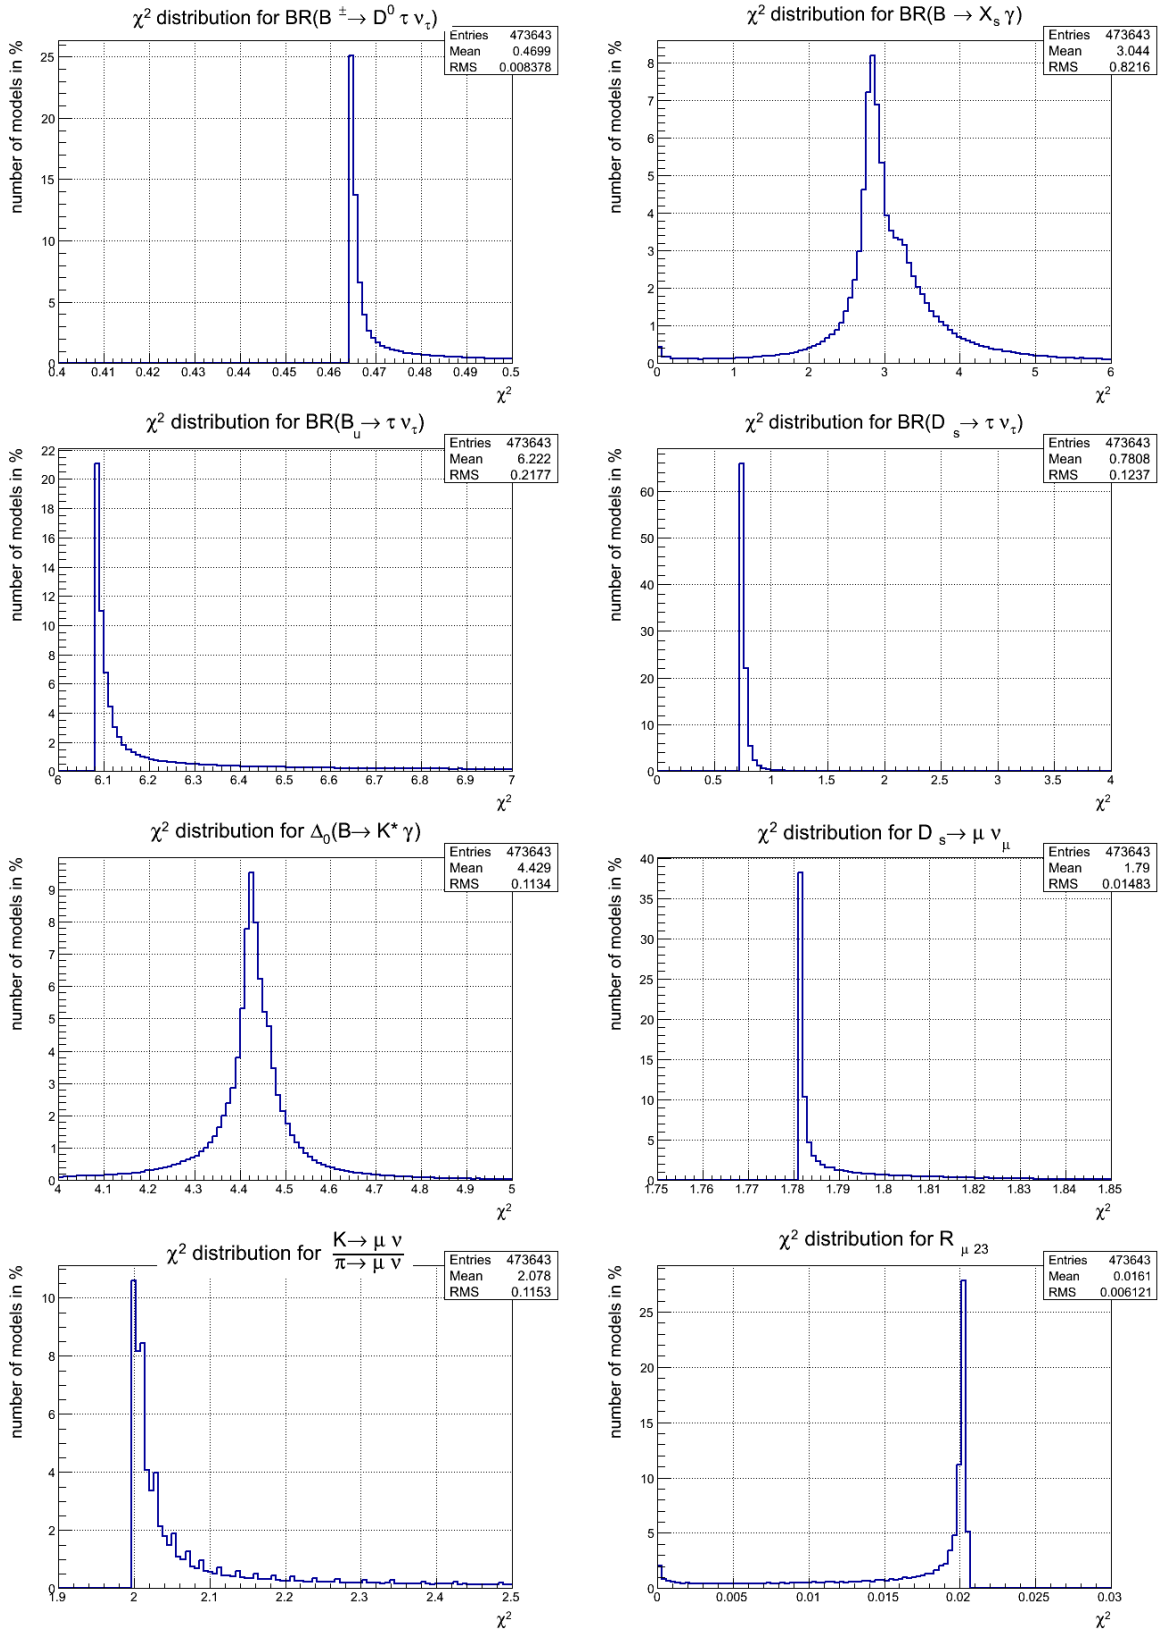 χ² distribution for BR(B ± → D⁰ τ ν_τ)
Entries 473643
Mean 0.4699
RMS 0.008378
number of models in %
25
20
15
10
5
0
0.4 0.41 0.42 0.43 0.44 0.45 0.46 0.47 0.48 0.49 0.5
χ²
χ² distribution for BR(B → X_s γ)
Entries 473643
Mean 3.044
RMS 0.8216
number of models in %
8
7
6
5
4
3
2
1
0
0 1 2 3 4 5 6
χ²
χ² distribution for BR(B_u → τ ν_τ)
Entries 473643
Mean 6.222
RMS 0.2177
number of models in %
22
20
18
16
14
12
10
8
6
4
2
0
6 6.1 6.2 6.3 6.4 6.5 6.6 6.7 6.8 6.9 7
χ²
χ² distribution for BR(D_s → τ ν_τ)
Entries 473643
Mean 0.7808
RMS 0.1237
number of models in %
60
50
40
30
20
10
0
0 0.5 1 1.5 2 2.5 3 3.5 4
χ²
χ² distribution for Δ₀(B → K* γ)
Entries 473643
Mean 4.429
RMS 0.1134
number of models in %
9
8
7
6
5
4
3
2
1
0
4 4.1 4.2 4.3 4.4 4.5 4.6 4.7 4.8 4.9 5
χ²
χ² distribution for D_s → μ ν_μ
Entries 473643
Mean 1.79
RMS 0.01483
number of models in %
40
35
30
25
20
15
10
5
0
1.75 1.76 1.77 1.78 1.79 1.8 1.81 1.82 1.83 1.84 1.85
χ²
χ² distribution for K → μ ν
π → μ ν
Entries 473643
Mean 2.078
RMS 0.1153
number of models in %
10
8
6
4
2
0
1.9 2 2.1 2.2 2.3 2.4 2.5
χ²
χ² distribution for R_μ 23
Entries 473643
Mean 0.0161
RMS 0.006121
number of models in %
25
20
15
10
5
0
0 0.005 0.01 0.015 0.02 0.025 0.03
χ²